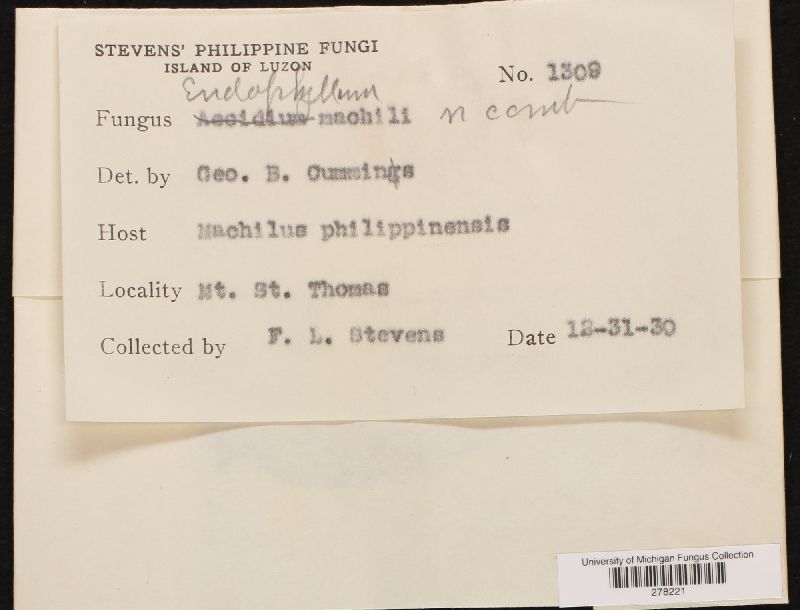 STEVENS' PHILIPPINE FUNGI
ISLAND OF LUZON
No. 1309
Endophyllum
Fungus Aecidium machili n comb
Det. by Geo. B. Cummings
Host Machilus philippinensis
Locality Mt. St. Thomas
Collected by F. L. Stevens Date 12-31-30
University of Michigan Fungus Collection
278221